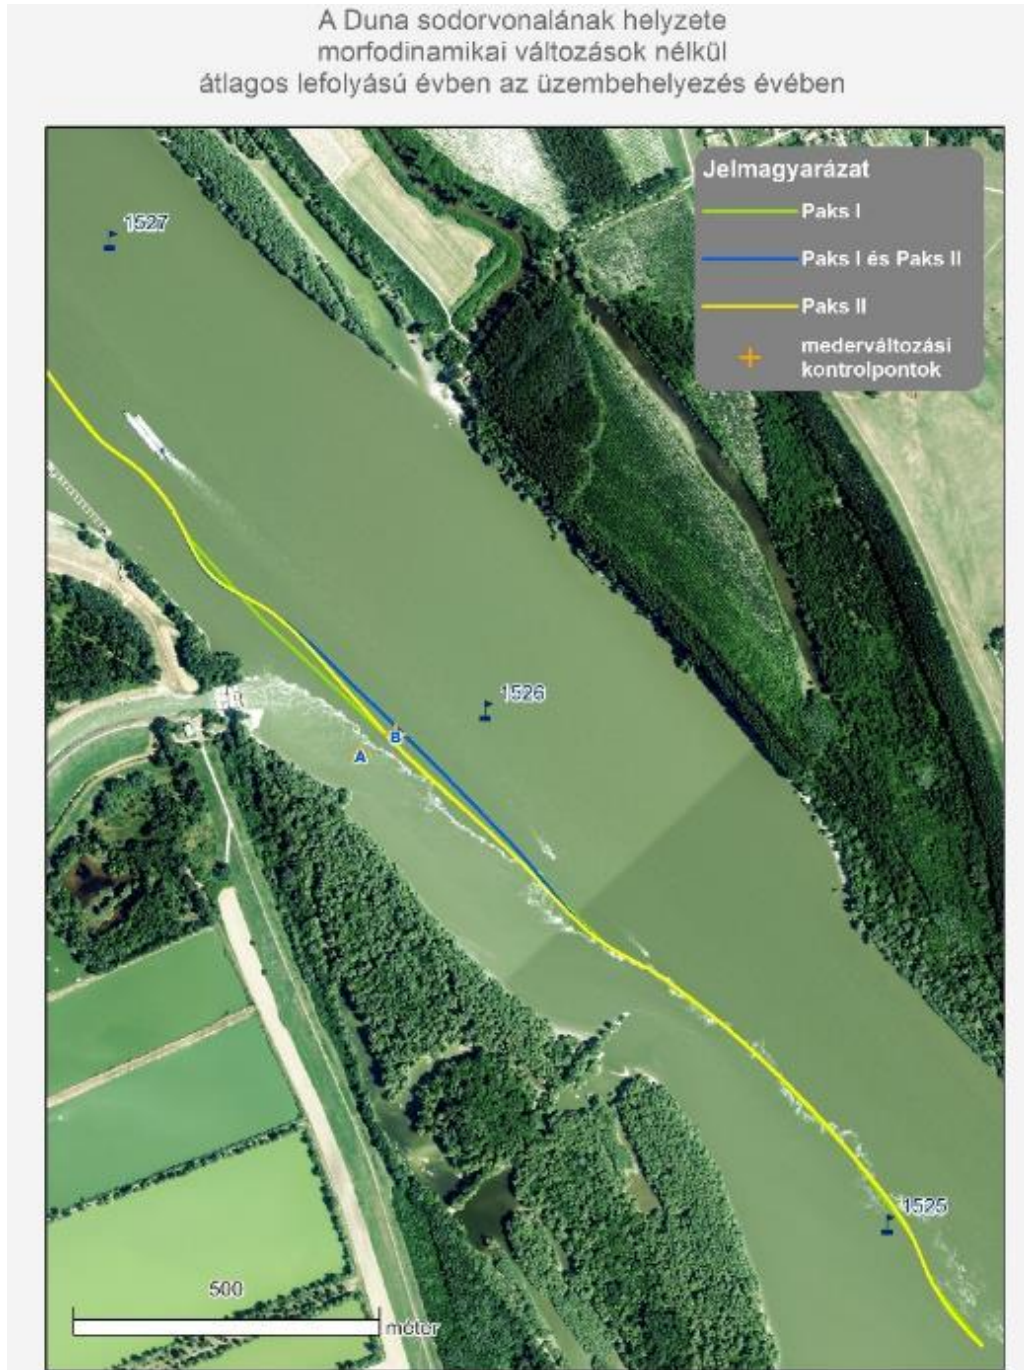 A Duna sodorvonalának helyzete
morfodinamikai változások nélkül
átlagos lefolyású évben az üzembehelyezés évében
Jelmagyarázat
Paks I
Paks I és Paks II
Paks II
mederváltozási
kontrolpontok
1527
1526
B
A
1525
500
méter